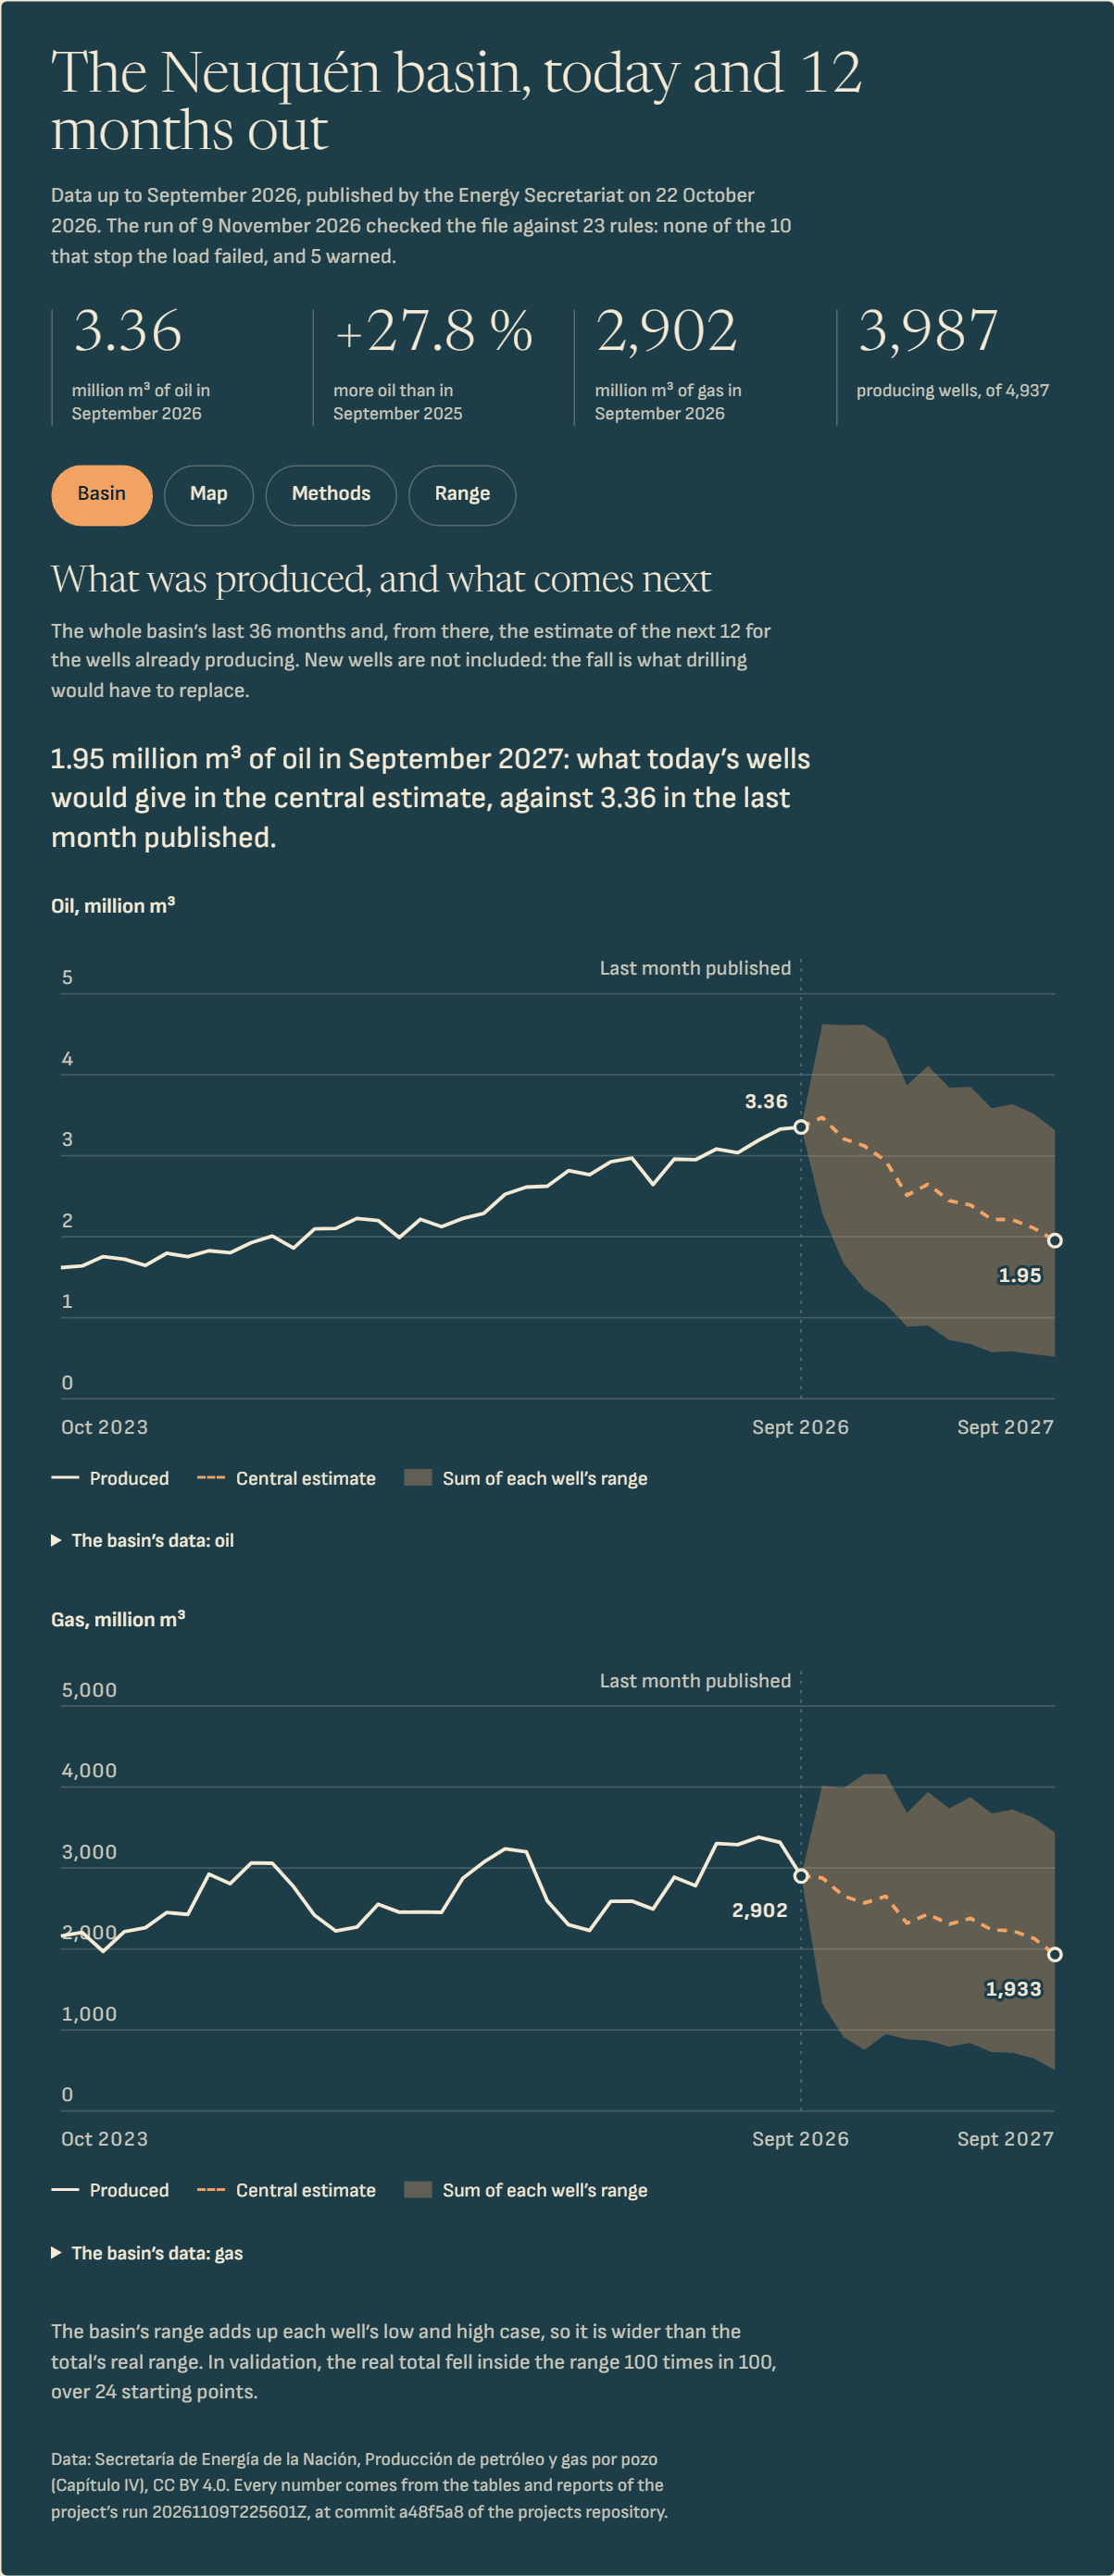 The Neuquén basin, today and 12
months out
Data up to September 2026, published by the Energy Secretariat on 22 October
2026. The run of 9 November 2026 checked the file against 23 rules: none of the 10
that stop the load failed, and 5 warned.
3.36
million m³ of oil in
September 2026
+27.8 %
more oil than in
September 2025
2,902
million m³ of gas in
September 2026
3,987
producing wells, of 4,937
Basin
Map
Methods
Range
What was produced, and what comes next
The whole basin’s last 36 months and, from there, the estimate of the next 12 for
the wells already producing. New wells are not included: the fall is what drilling
would have to replace.
1.95 million m³ of oil in September 2027: what today’s wells
would give in the central estimate, against 3.36 in the last
month published.
Oil, million m³
Last month published
5
4
3.36
3
2
1.95
1
0
Oct 2023
Sept 2026
Sept 2027
Produced
Central estimate
Sum of each well’s range
The basin’s data: oil
Gas, million m³
Last month published
5,000
4,000
3,000
2,902
2,000
1,933
1,000
0
Oct 2023
Sept 2026
Sept 2027
Produced
Central estimate
Sum of each well’s range
The basin’s data: gas
The basin’s range adds up each well’s low and high case, so it is wider than the
total’s real range. In validation, the real total fell inside the range 100 times in 100,
over 24 starting points.
Data: Secretaría de Energía de la Nación, Producción de petróleo y gas por pozo
(Capítulo IV), CC BY 4.0. Every number comes from the tables and reports of the
project’s run 20261109T225601Z, at commit a48f5a8 of the projects repository.